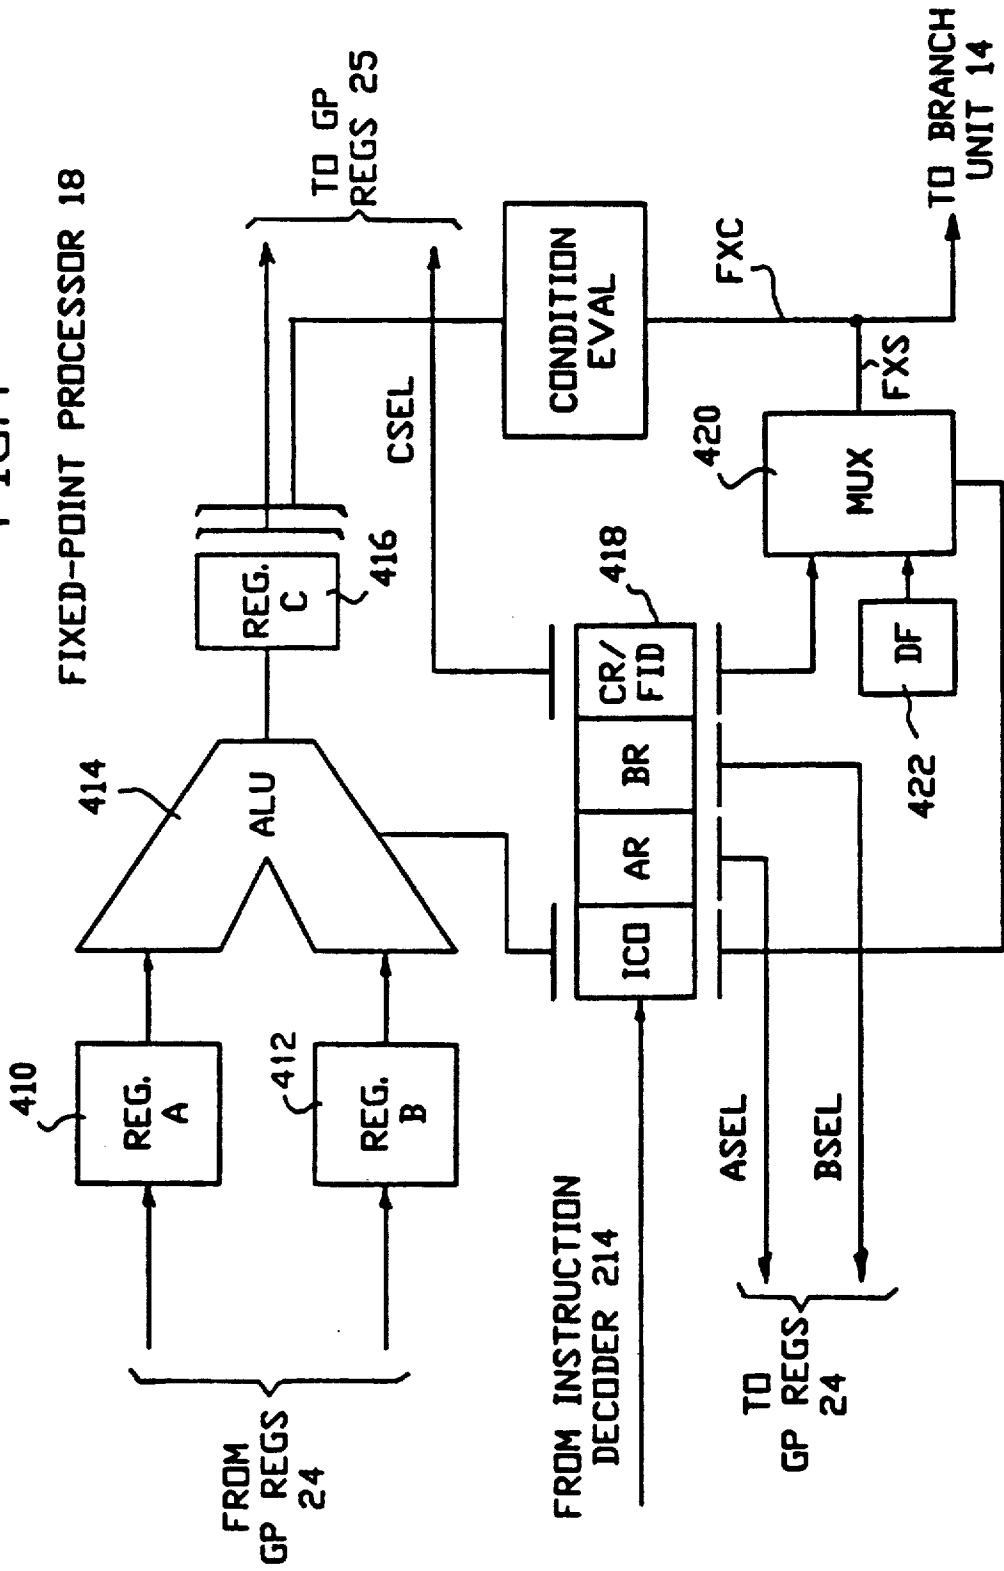 FIXED-POINT PROCESSOR 18
FROM
GP REGS
24
410
REG.
A
412
REG.
B
414
ALU
REG.
C
416
TO GP
REGS 25
CSEL
CONDITION
EVAL
FXC
FXS
TO BRANCH
UNIT 14
FROM INSTRUCTION
DECODER 214
ICO
AR
BR
CR/
FID
418
420
MUX
DF
422
ASEL
BSEL
TO
GP REGS
24